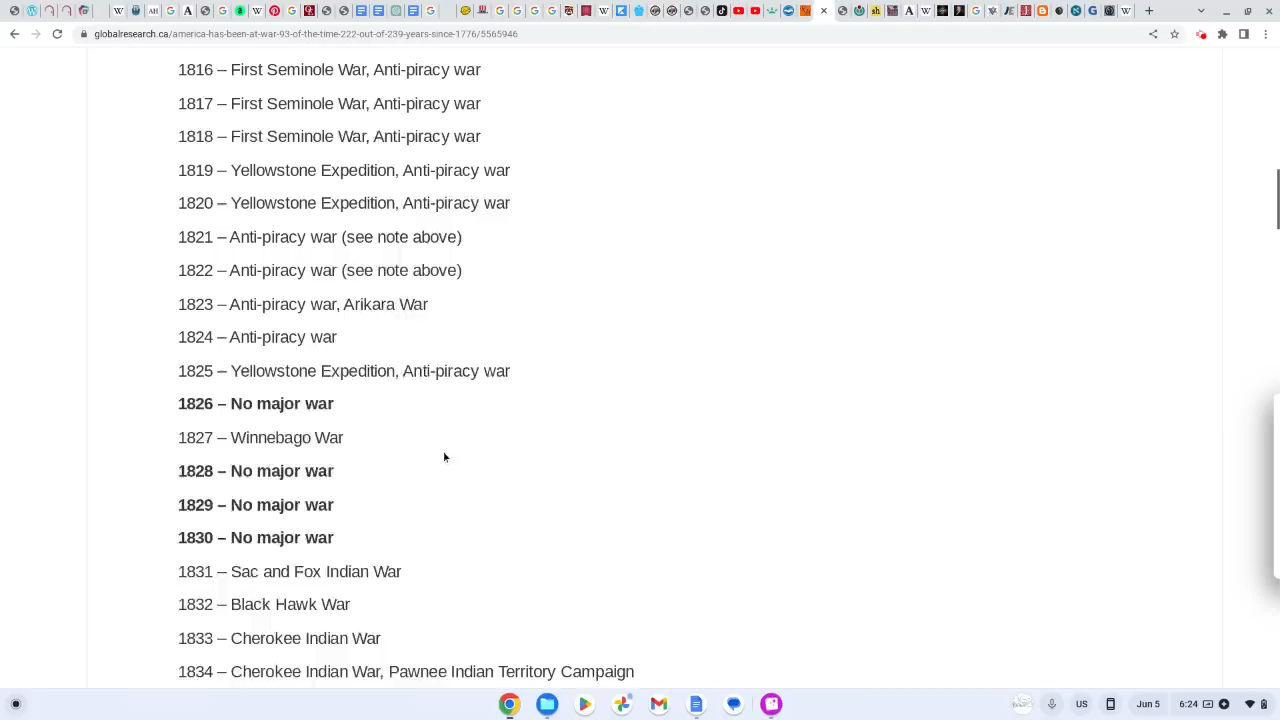 globalresearch.ca/america-has-been-at-war-93-of-the-time-222-out-of-239-years-since-1776/5565946
1816 – First Seminole War, Anti-piracy war
1817 – First Seminole War, Anti-piracy war
1818 – First Seminole War, Anti-piracy war
1819 – Yellowstone Expedition, Anti-piracy war
1820 – Yellowstone Expedition, Anti-piracy war
1821 – Anti-piracy war (see note above)
1822 – Anti-piracy war (see note above)
1823 – Anti-piracy war, Arikara War
1824 – Anti-piracy war
1825 – Yellowstone Expedition, Anti-piracy war
1826 – No major war
1827 – Winnebago War
1828 – No major war
1829 – No major war
1830 – No major war
1831 – Sac and Fox Indian War
1832 – Black Hawk War
1833 – Cherokee Indian War
1834 – Cherokee Indian War, Pawnee Indian Territory Campaign
US Jun 5 6:24